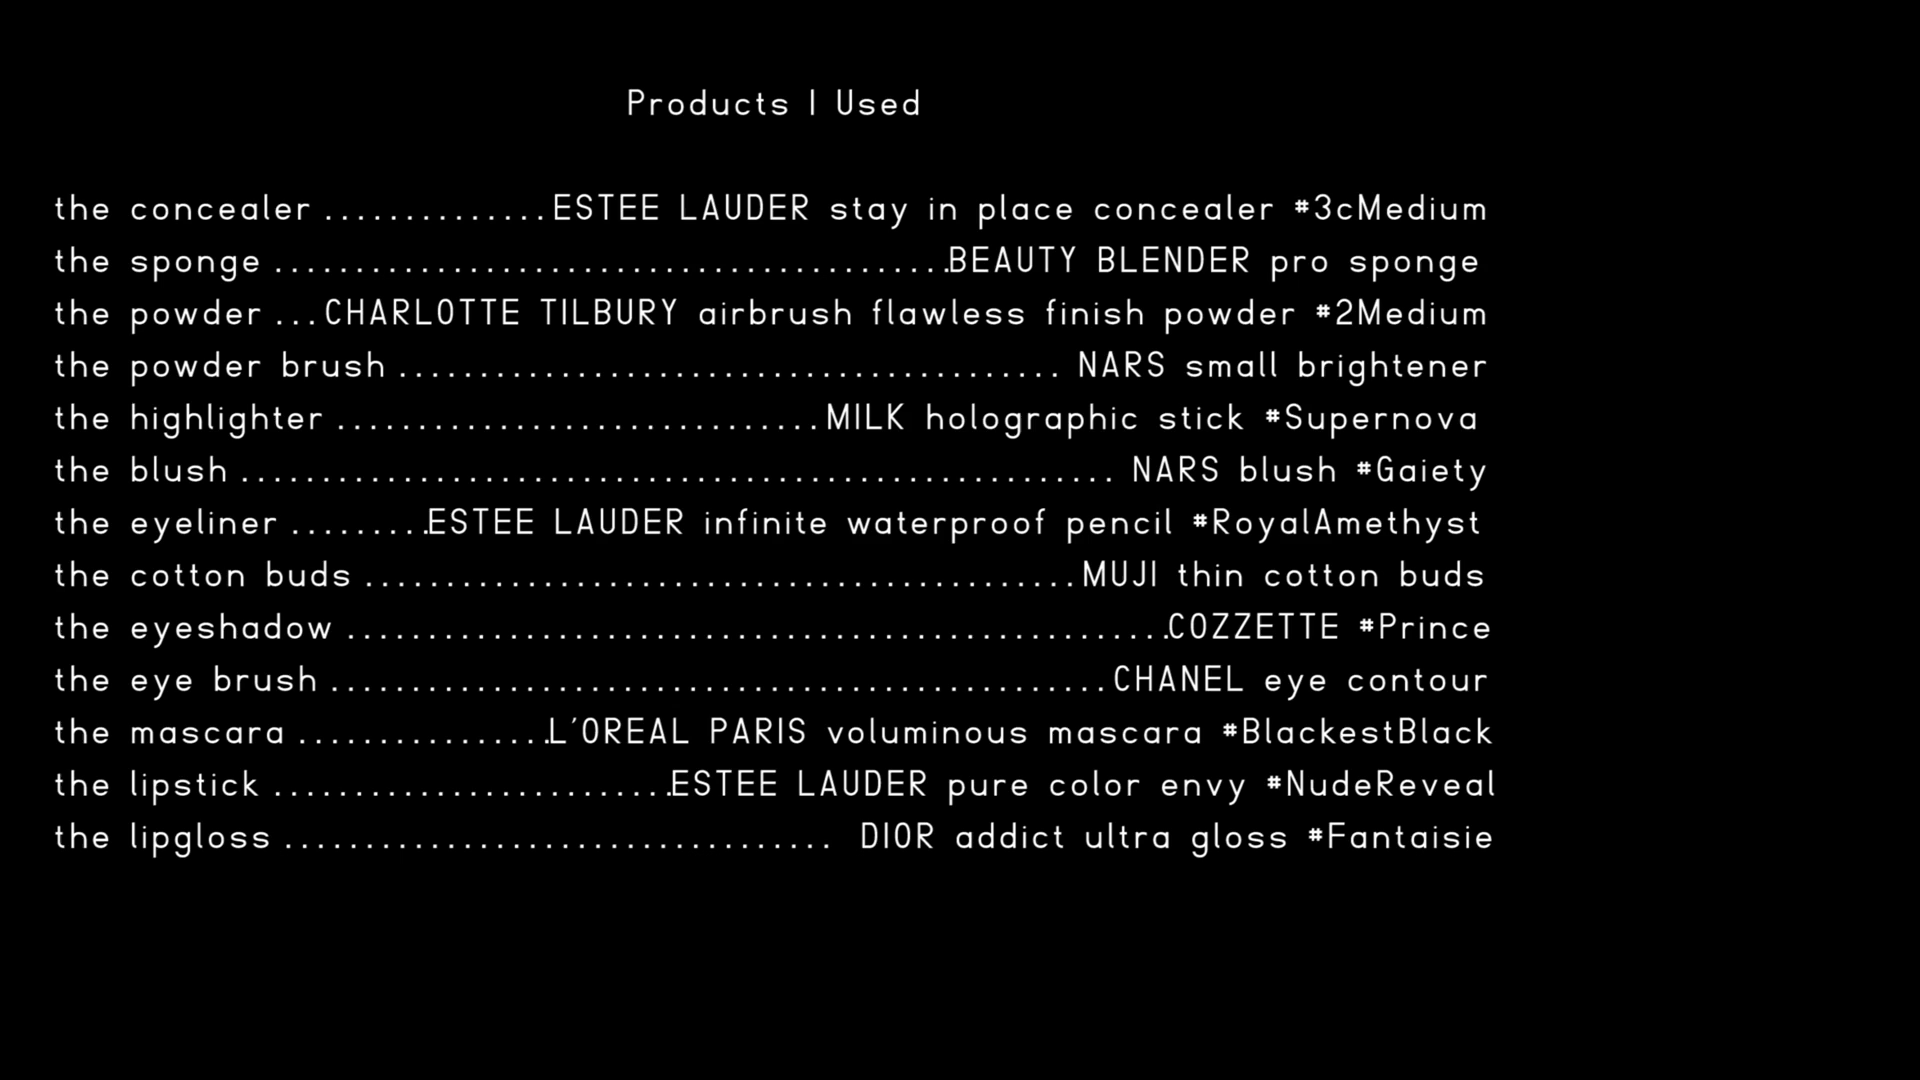 Products I Used
the concealer ..............ESTEE LAUDER stay in place concealer #3cMedium
the sponge ..........................................BEAUTY BLENDER pro sponge
the powder ...CHARLOTTE TILBURY airbrush flawless finish powder #2Medium
the powder brush ......................................... NARS small brightener
the highlighter ..............................MILK holographic stick #Supernova
the blush ...................................................... NARS blush #Gaiety
the eyeliner .........ESTEE LAUDER infinite waterproof pencil #RoyalAmethyst
the cotton buds ............................................MUJI thin cotton buds
the eyeshadow ...................................................COZZETTE #Prince
the eye brush ................................................CHANEL eye contour
the mascara ................L'OREAL PARIS voluminous mascara #BlackestBlack
the lipstick .........................ESTEE LAUDER pure color envy #NudeReveal
the lipgloss .................................. DIOR addict ultra gloss #Fantaisie